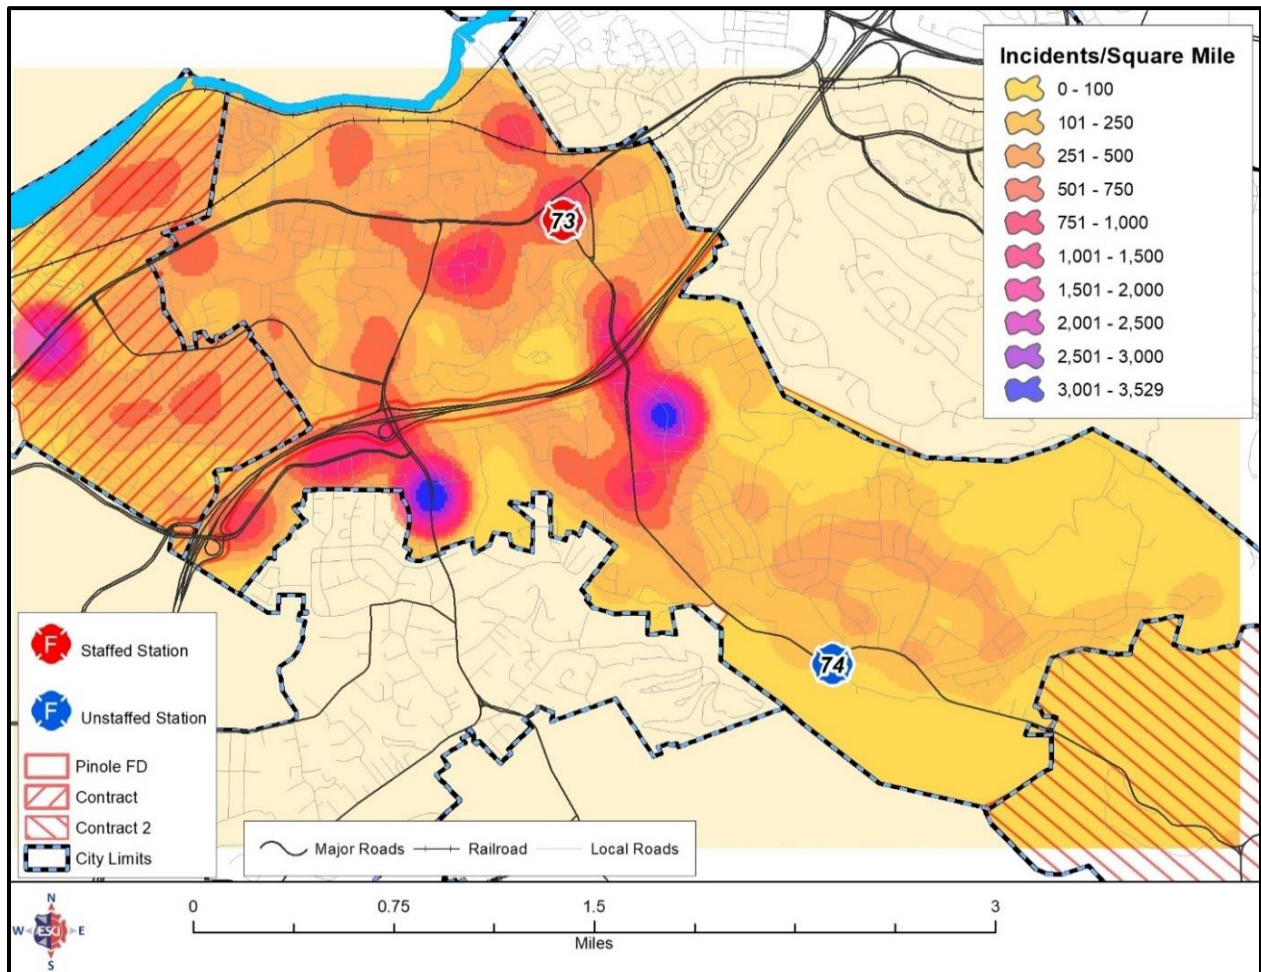 Incidents/Square Mile
0 - 100
101 - 250
251 - 500
501 - 750
751 - 1,000
1,001 - 1,500
1,501 - 2,000
2,001 - 2,500
2,501 - 3,000
3,001 - 3,529
73
74
F Staffed Station
F Unstaffed Station
Pinole FD
Contract
Contract 2
City Limits
Major Roads Railroad Local Roads
N
W ESCI E
S
0 0.75 1.5 3
Miles